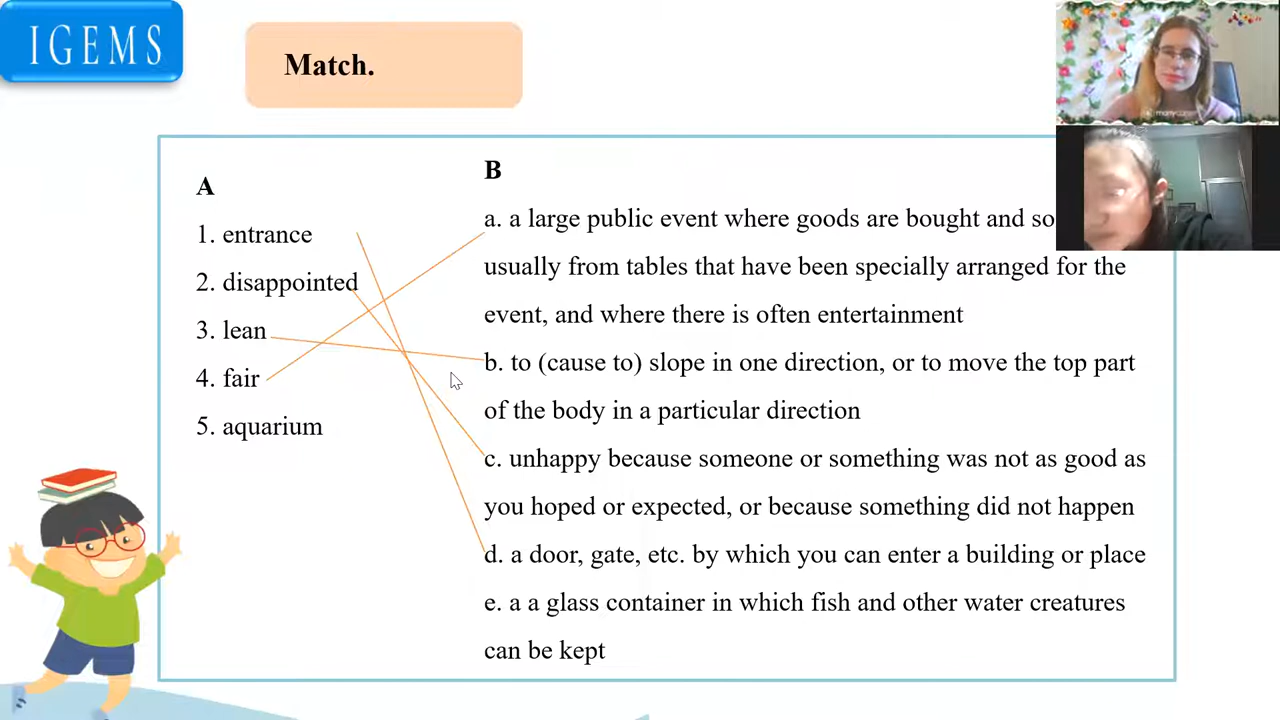 IGEMS
Match.
A
1. entrance
2. disappointed
3. lean
4. fair
5. aquarium
B
a. a large public event where goods are bought and
usually from tables that have been specially arranged for the
event, and where there is often entertainment
b. to (cause to) slope in one direction, or to move the top part
of the body in a particular direction
c. unhappy because someone or something was not as good as
you hoped or expected, or because something did not happen
d. a door, gate, etc. by which you can enter a building or place
e. a a glass container in which fish and other water creatures
can be kept